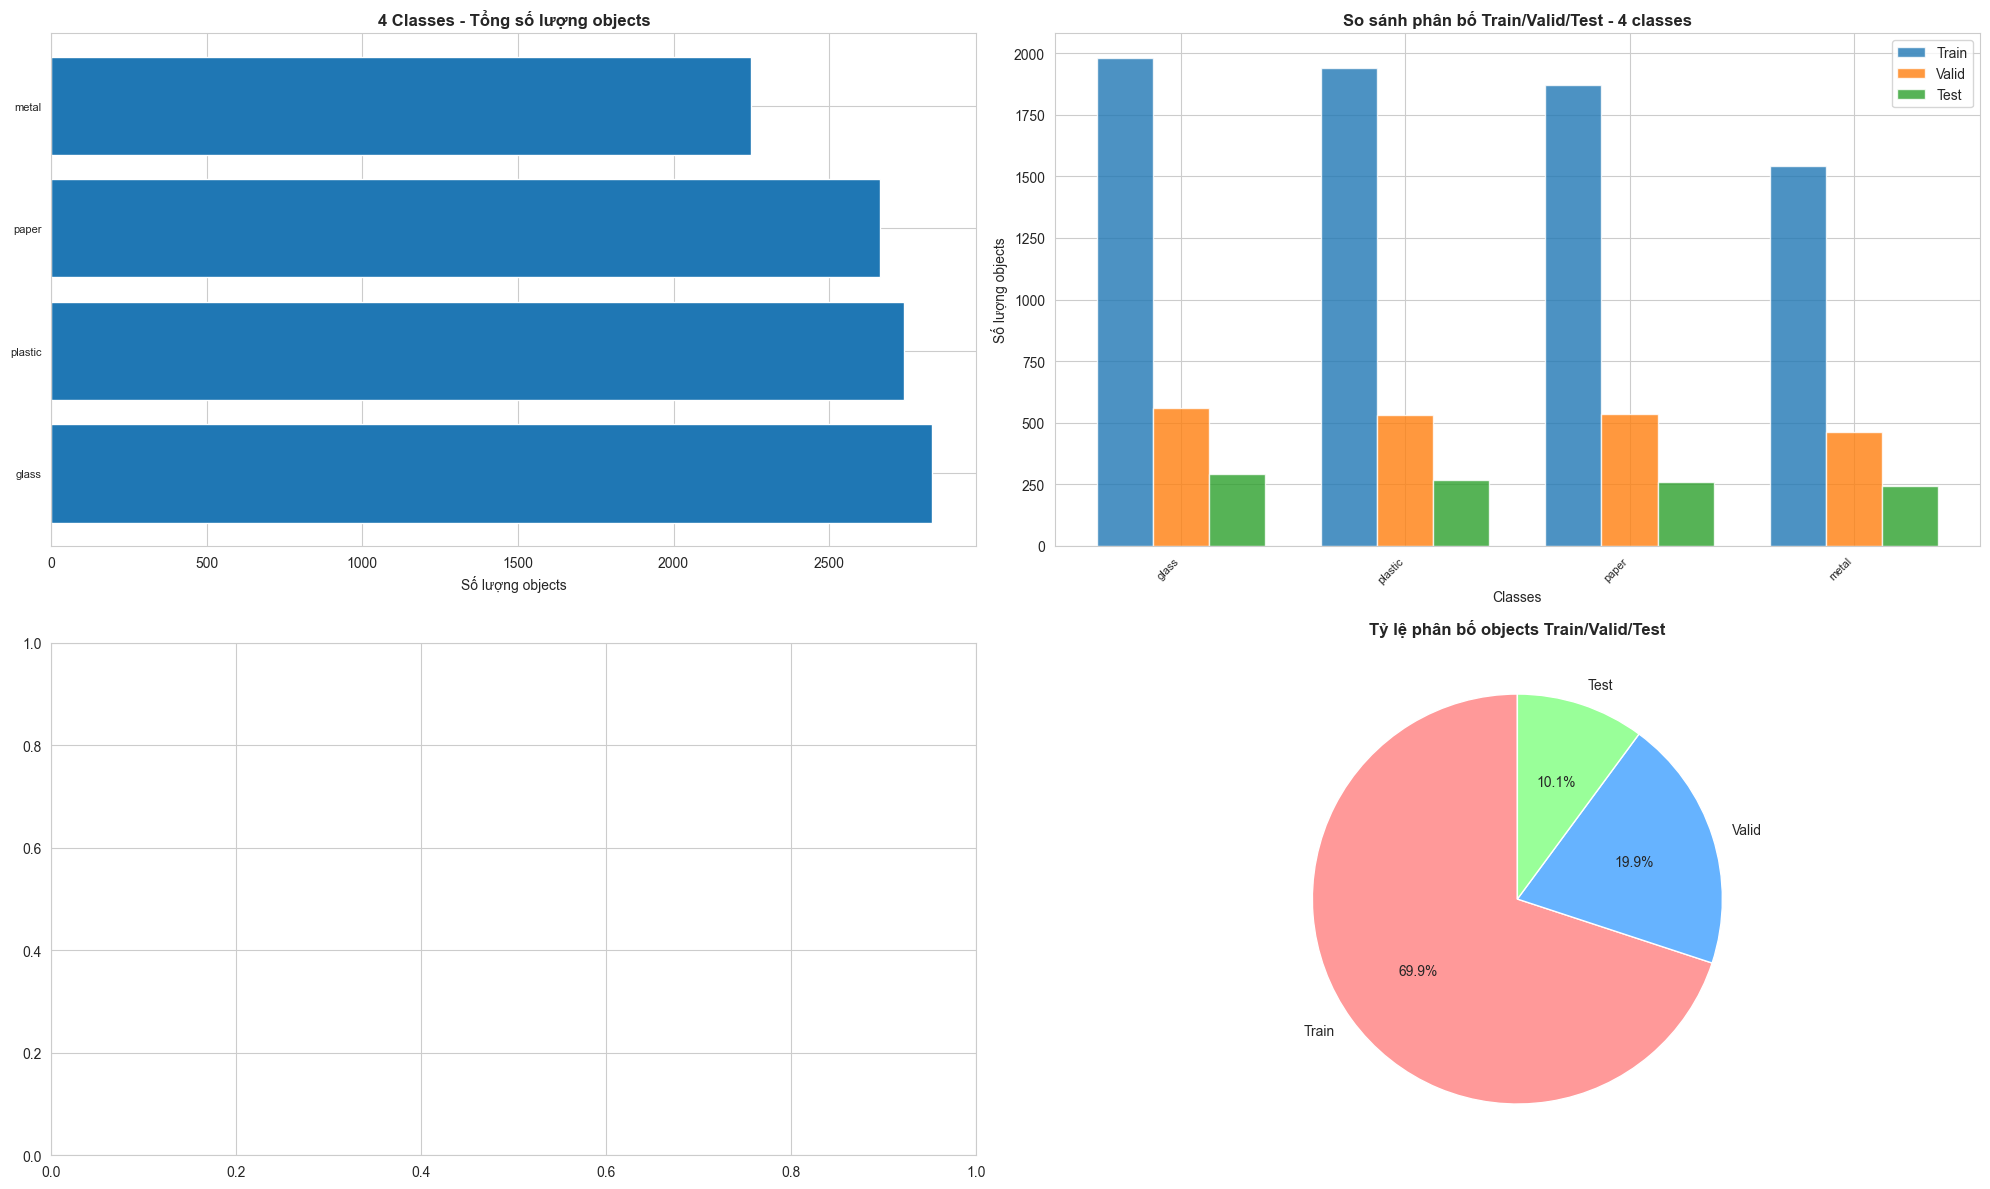 4 Classes - Tổng số lượng objects
metal
paper
plastic
glass
0 500 1000 1500 2000 2500
Số lượng objects
So sánh phân bố Train/Valid/Test - 4 classes
Train
Valid
Test
2000
1750
1500
1250
1000
750
500
250
0
Số lượng objects
glass plastic paper metal
Classes
1.0
0.8
0.6
0.4
0.2
0.0
0.0 0.2 0.4 0.6 0.8 1.0
Tỷ lệ phân bố objects Train/Valid/Test
Test
10.1%
Valid
19.9%
69.9%
Train